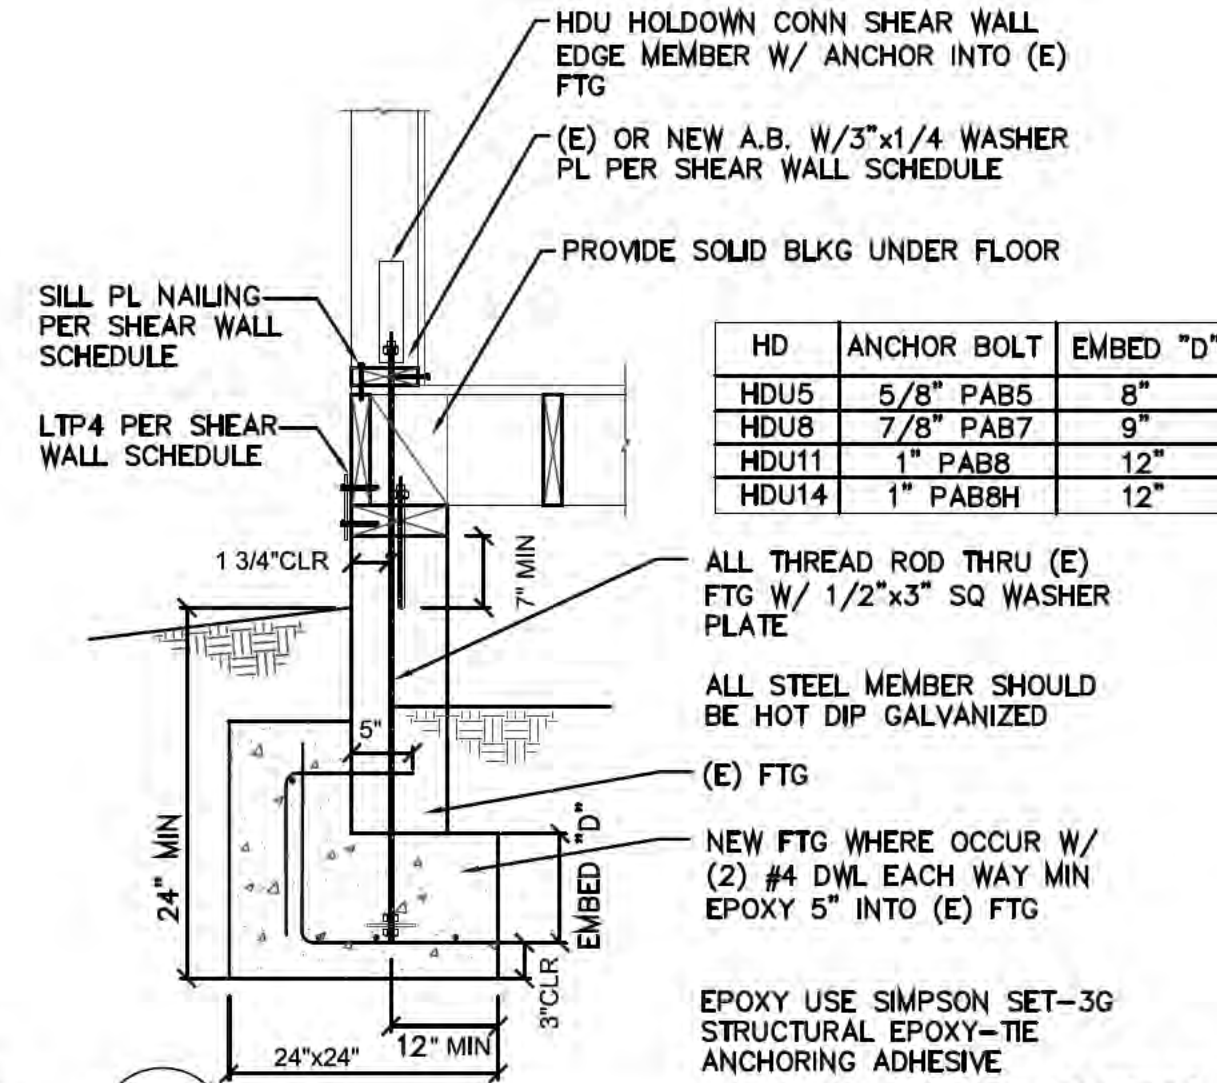 HDU HOLDOWN CONN SHEAR WALL
EDGE MEMBER W/ ANCHOR INTO (E)
FTG
(E) OR NEW A.B. W/3"x1/4 WASHER
PL PER SHEAR WALL SCHEDULE
PROVIDE SOLID BLKG UNDER FLOOR
SILL PL NAILING
PER SHEAR WALL
SCHEDULE
LTP4 PER SHEAR
WALL SCHEDULE
HD ANCHOR BOLT EMBED "D"
HDU5 5/8" PAB5 8"
HDU8 7/8" PAB7 9"
HDU11 1" PAB8 12"
HDU14 1" PAB8H 12"
1 3/4"CLR
7" MIN
ALL THREAD ROD THRU (E)
FTG W/ 1/2"x3" SQ WASHER
PLATE
ALL STEEL MEMBER SHOULD
BE HOT DIP GALVANIZED
5"
(E) FTG
24" MIN
EMBED "D"
NEW FTG WHERE OCCUR W/
(2) #4 DWL EACH WAY MIN
EPOXY 5" INTO (E) FTG
3"CLR
12" MIN
24"x24"
EPOXY USE SIMPSON SET-3G
STRUCTURAL EPOXY-TIE
ANCHORING ADHESIVE